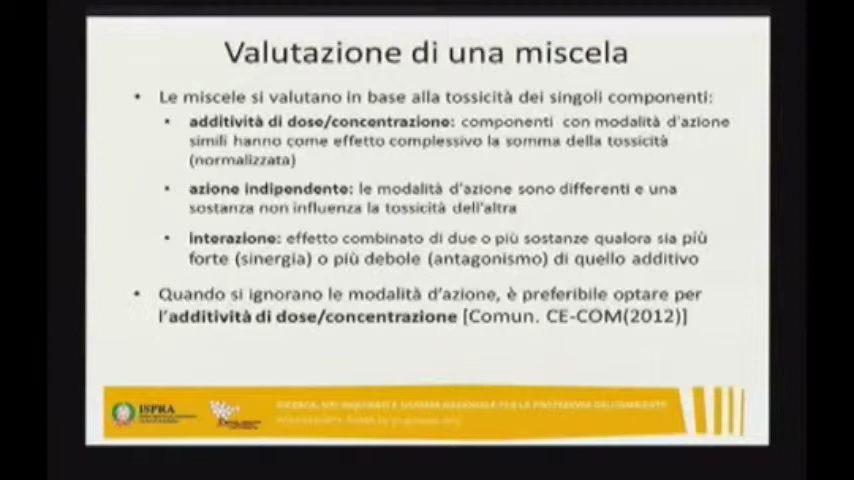 Valutazione di una miscela
• Le miscele si valutano in base alla tossicità dei singoli componenti:
• additività di dose/concentrazione: componenti con modalità d'azione
simili hanno come effetto complessivo la somma della tossicità
(normalizzata)
• azione indipendente: le modalità d'azione sono differenti e una
sostanza non influenza la tossicità dell'altra
• interazione: effetto combinato di due o più sostanze qualora sia più
forte (sinergia) o più debole (antagonismo) di quello additivo
• Quando si ignorano le modalità d'azione, è preferibile optare per
l'additività di dose/concentrazione [Comun. CE-COM(2012)]
ISPRA